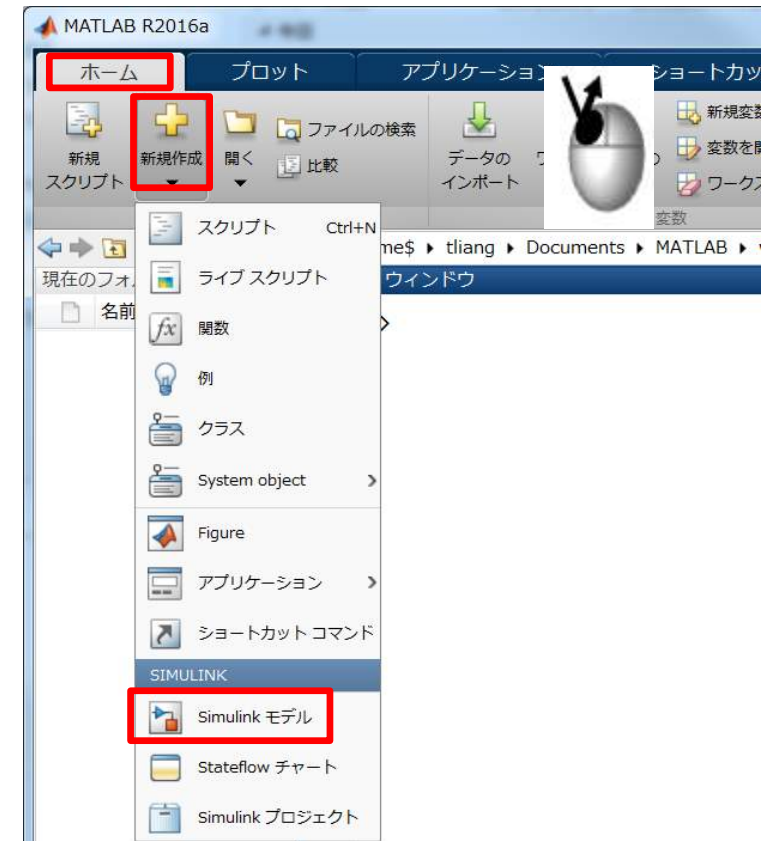 MATLAB R2016a
ホーム
プロット
アプリケーション
ショートカッ
新規
スクリプト
新規作成
開く
ファイルの検索
比較
データの
インポート
新規変数
変数を
ワークス
変数
me$ ▸ tliang ▸ Documents ▸ MATLAB ▸
現在のフォ
ウィンドウ
名前
スクリプト Ctrl+N
ライブ スクリプト
fx 関数
例
クラス
System object
Figure
アプリケーション
ショートカット コマンド
SIMULINK
Simulink モデル
Stateflow チャート
Simulink プロジェクト